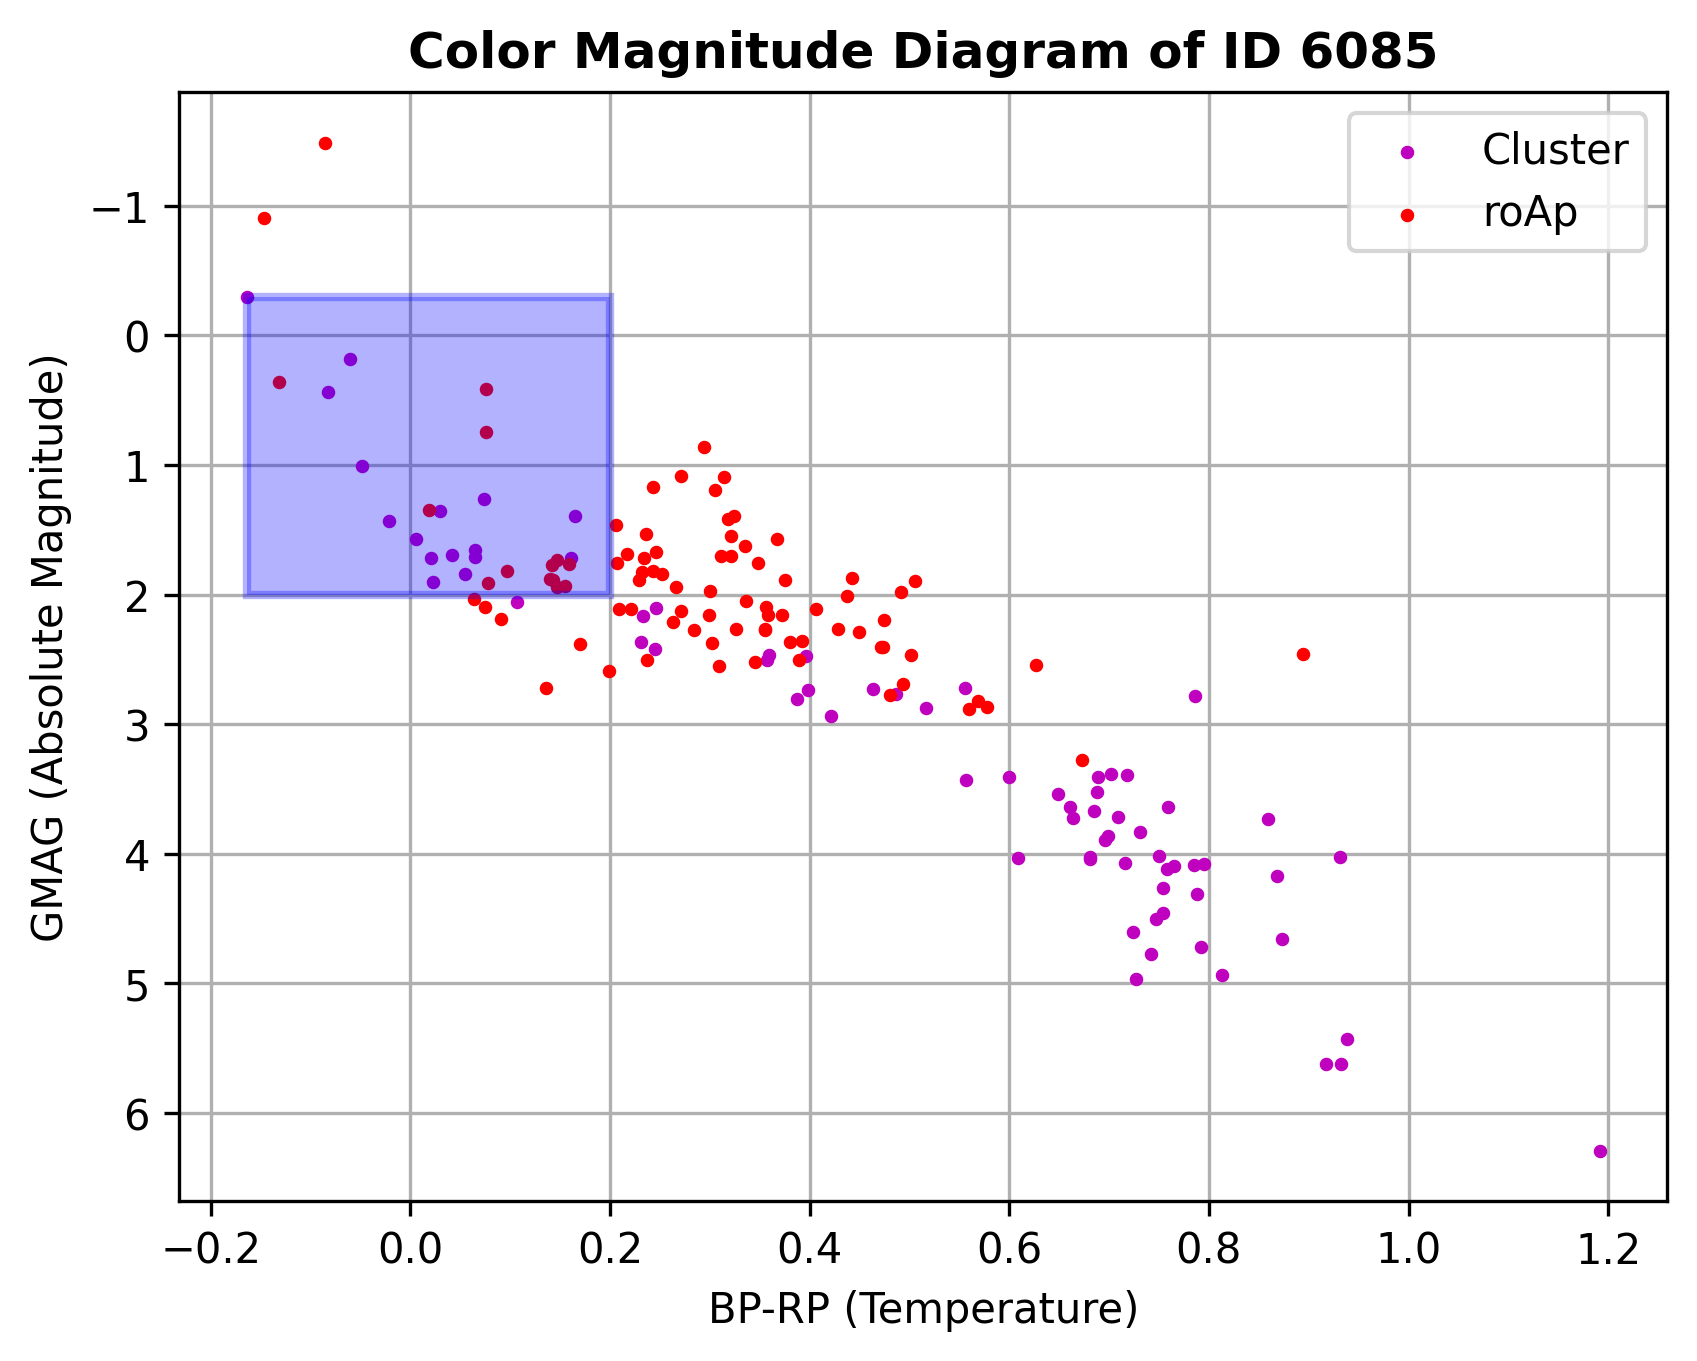 Color Magnitude Diagram of ID 6085
Cluster
roAp
GMAG (Absolute Magnitude)
−1
0
1
2
3
4
5
6
−0.2 0.0 0.2 0.4 0.6 0.8 1.0 1.2
BP-RP (Temperature)